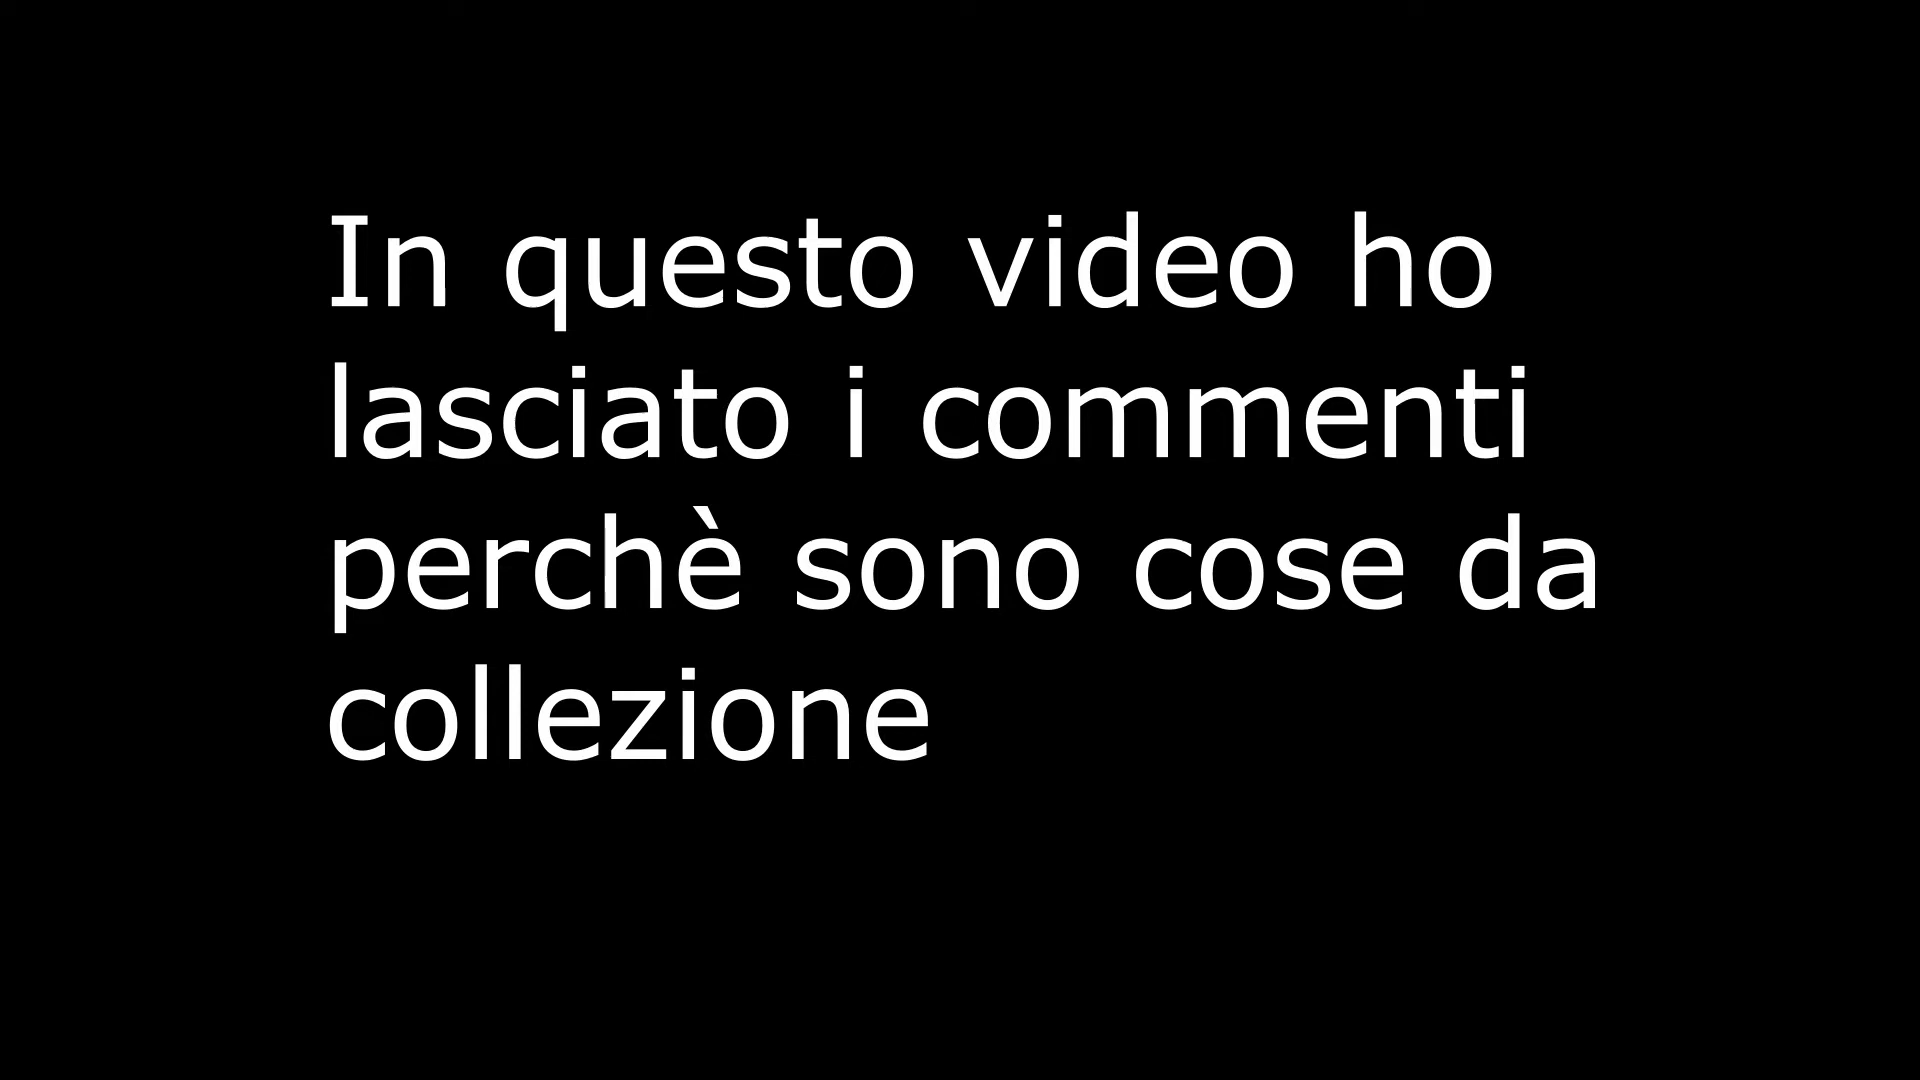 In questo video ho
lasciato i commenti
perchè sono cose da
collezione